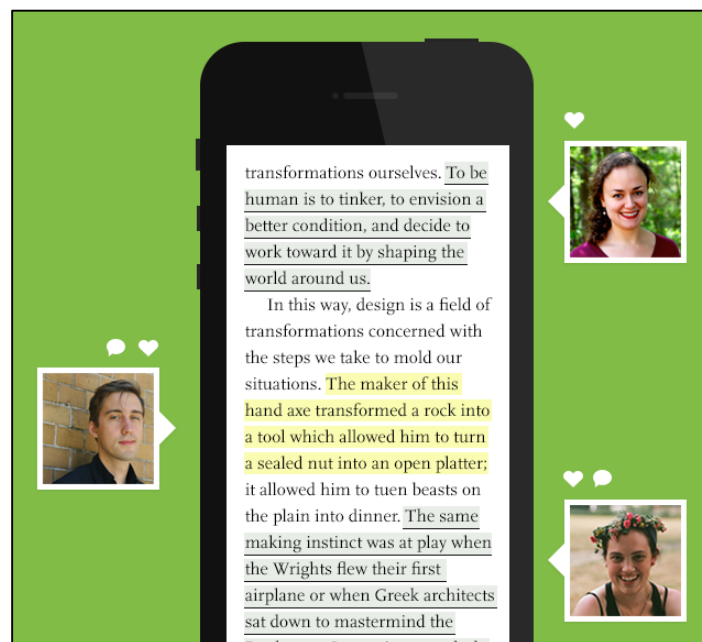 transformations ourselves. To be
human is to tinker, to envision a
better condition, and decide to
work toward it by shaping the
world around us.
In this way, design is a field of
transformations concerned with
the steps we take to mold our
situations. The maker of this
hand axe transformed a rock into
a tool which allowed him to turn
a sealed nut into an open platter;
it allowed him to tuen beasts on
the plain into dinner. The same
making instinct was at play when
the Wrights flew their first
airplane or when Greek architects
sat down to mastermind the